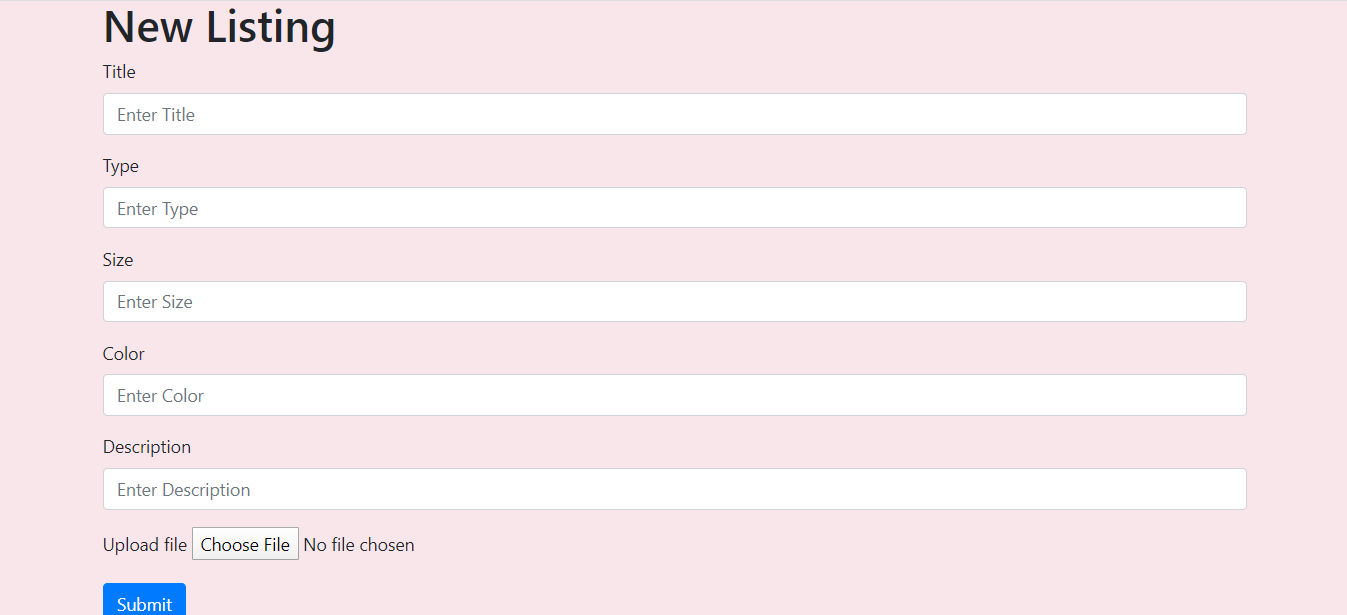 New Listing
Title
Enter Title
Type
Enter Type
Size
Enter Size
Color
Enter Color
Description
Enter Description
Upload file Choose File No file chosen
Submit